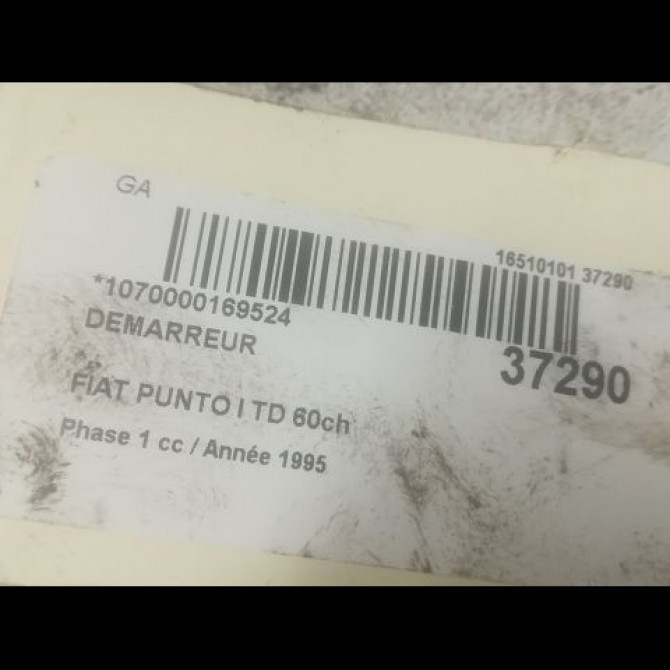 GA
16510101 37290
*1070000169524
DEMARREUR
37290
FIAT PUNTO I TD 60ch
Phase 1 cc / Année 1995